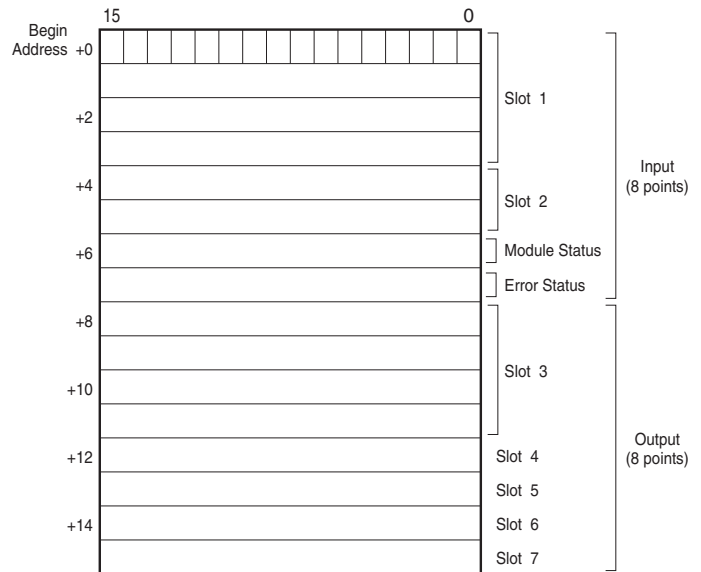 15 0
Begin
Address +0
Slot 1
+2
Input
(8 points)
+4
Slot 2
+6
Module Status
Error Status
+8
Slot 3
+10
Output
(8 points)
+12
Slot 4
Slot 5
+14
Slot 6
Slot 7